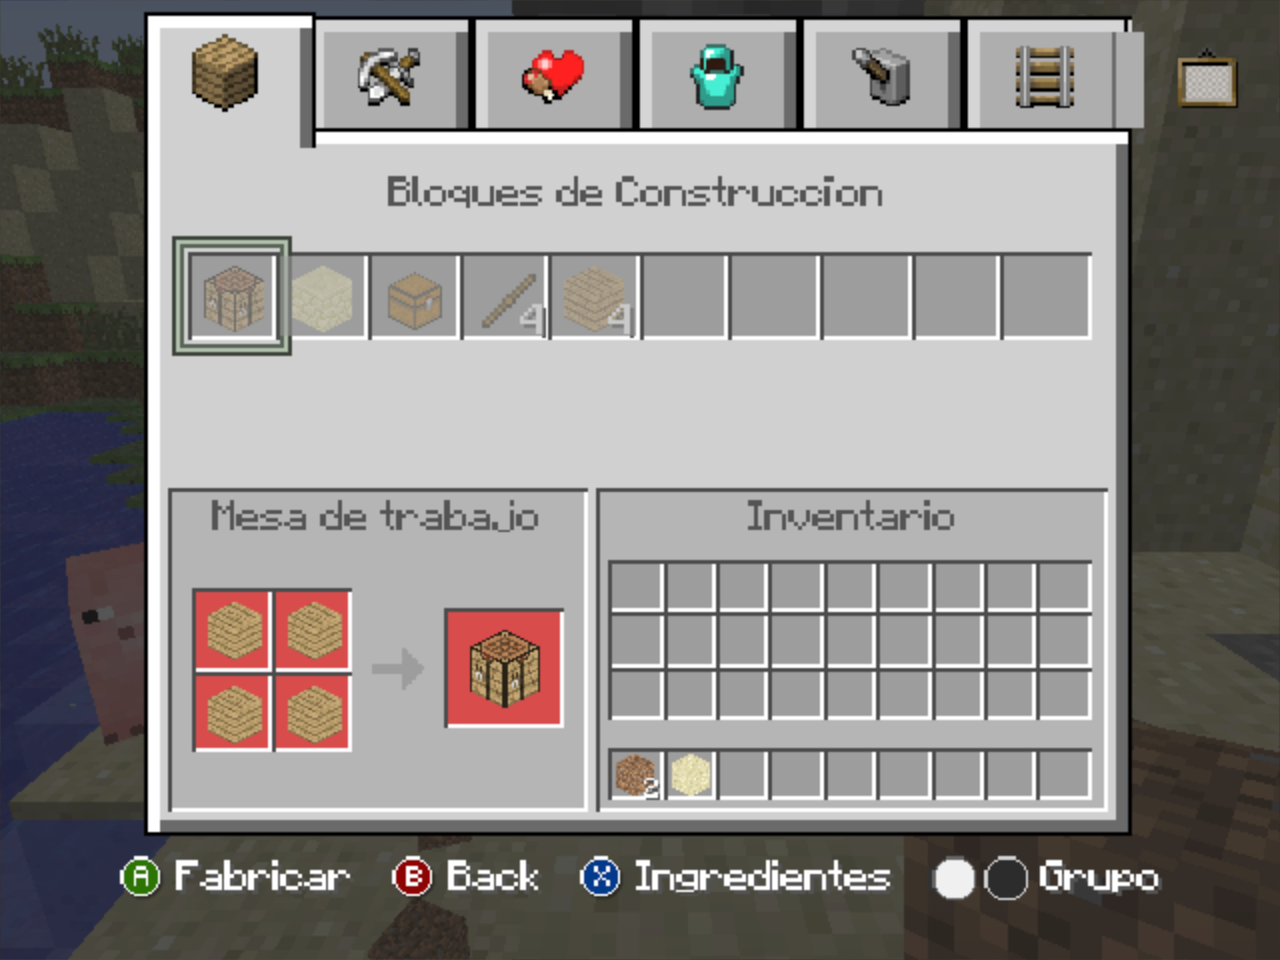 Bloques de Construccion
4 4
Mesa de trabajo
Inventario
2
A Fabricar B Back X Ingredientes Grupo